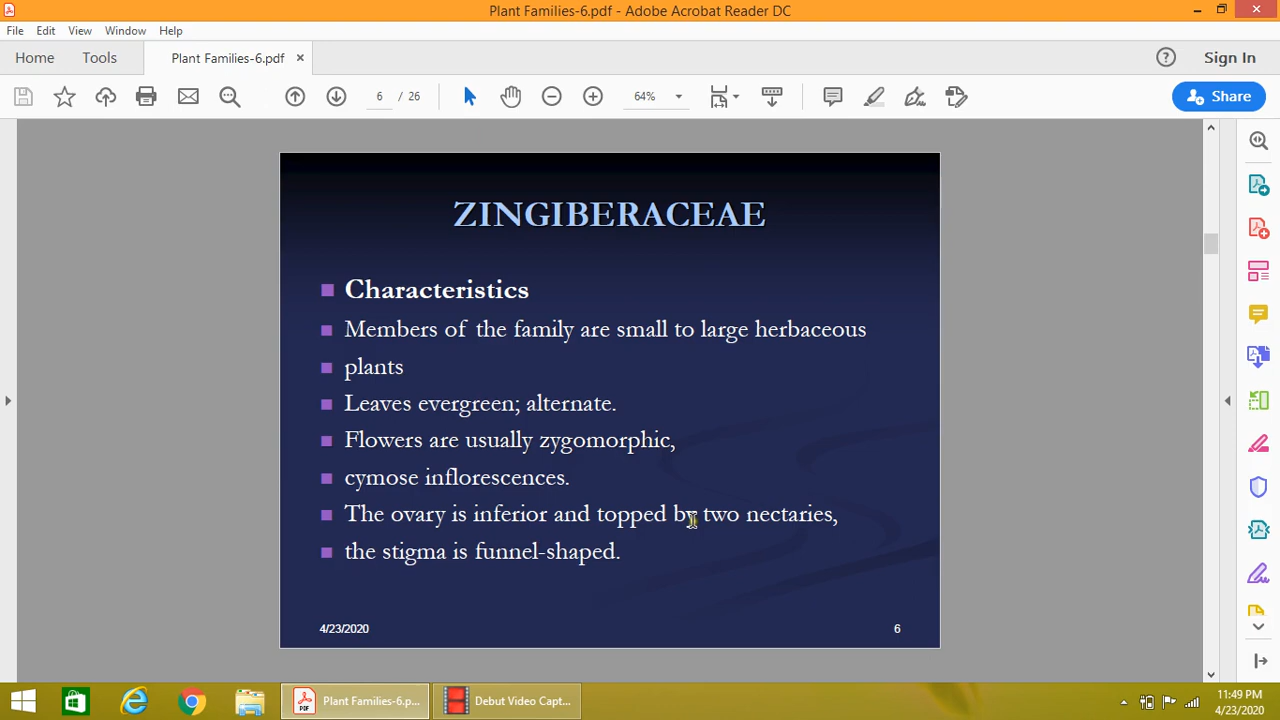 Plant Families-6.pdf - Adobe Acrobat Reader DC
File Edit View Window Help
Home Tools Plant Families-6.pdf × Sign In
6 / 26 64% Share
ZINGIBERACEAE
Characteristics
Members of the family are small to large herbaceous
plants
Leaves evergreen; alternate.
Flowers are usually zygomorphic,
cymose inflorescences.
The ovary is inferior and topped by two nectaries,
the stigma is funnel-shaped.
4/23/2020 6
Plant Families-6.p... Debut Video Capt... 11:49 PM
4/23/2020